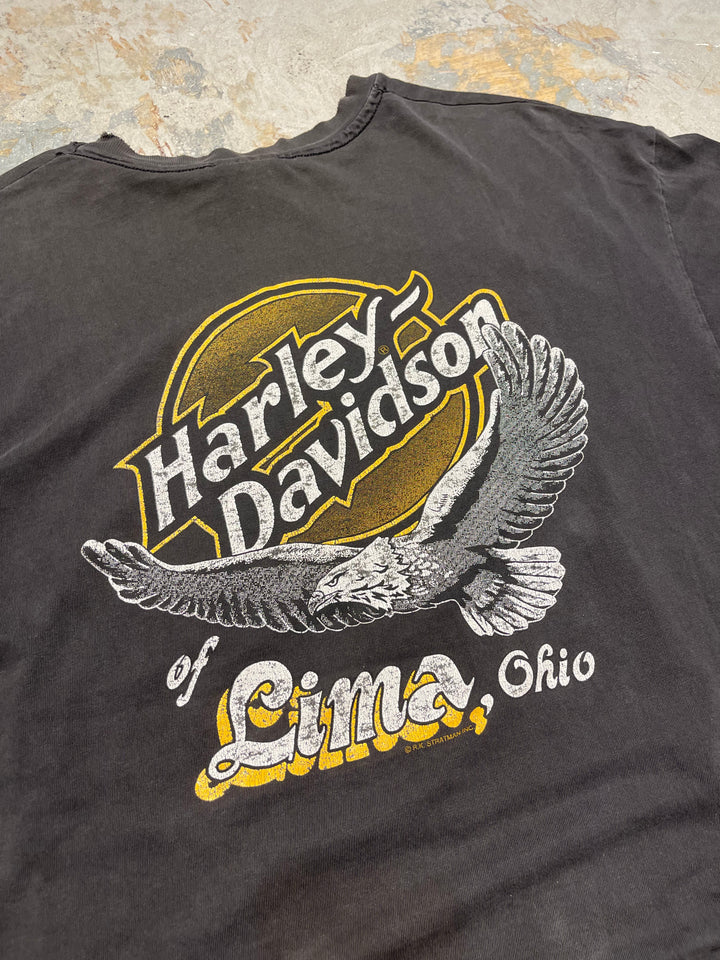 Harley-
Davidson
®
of
Lima, Ohio
© R.K. STRATMAN INC.